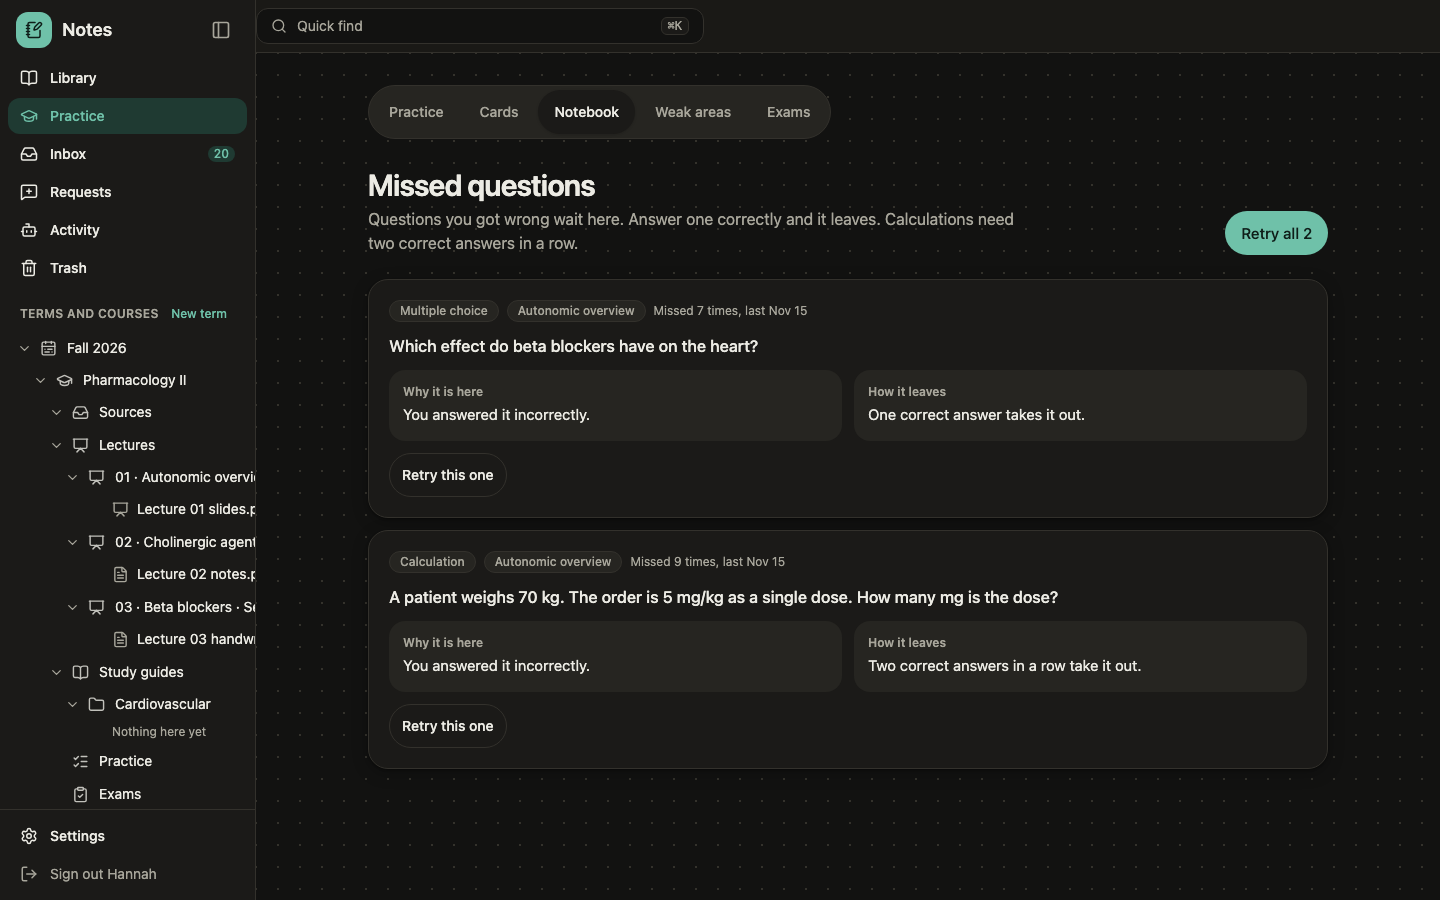 Notes
Library
Practice
Inbox 20
Requests
Activity
Trash
TERMS AND COURSES New term
Fall 2026
Pharmacology II
Sources
Lectures
01 · Autonomic overvi
Lecture 01 slides.p
02 · Cholinergic agent
Lecture 02 notes.p
03 · Beta blockers · Se
Lecture 03 handw
Study guides
Cardiovascular
Nothing here yet
Practice
Exams
Settings
Sign out Hannah
Quick find ⌘K
Practice Cards Notebook Weak areas Exams
Missed questions
Questions you got wrong wait here. Answer one correctly and it leaves. Calculations need
two correct answers in a row.
Retry all 2
Multiple choice Autonomic overview Missed 7 times, last Nov 15
Which effect do beta blockers have on the heart?
Why it is here
You answered it incorrectly.
How it leaves
One correct answer takes it out.
Retry this one
Calculation Autonomic overview Missed 9 times, last Nov 15
A patient weighs 70 kg. The order is 5 mg/kg as a single dose. How many mg is the dose?
Why it is here
You answered it incorrectly.
How it leaves
Two correct answers in a row take it out.
Retry this one